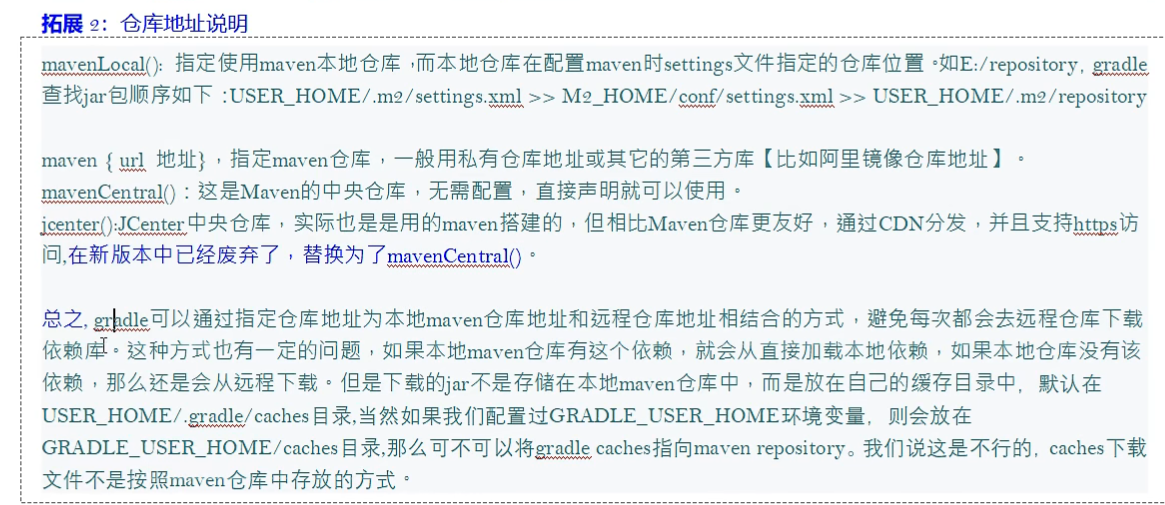 拓展 2：仓库地址说明
mavenLocal(): 指定使用maven本地仓库，而本地仓库在配置maven时settings文件指定的仓库位置。如E:/repository, gradle
查找jar包顺序如下：USER_HOME/.m2/settings.xml >> M2_HOME/conf/settings.xml >> USER_HOME/.m2/repository
maven { url 地址}，指定maven仓库，一般用私有仓库地址或其它的第三方库【比如阿里镜像仓库地址】。
mavenCentral()：这是Maven的中央仓库，无需配置，直接声明就可以使用。
jcenter():JCenter中央仓库，实际也是是用的maven搭建的，但相比Maven仓库更友好，通过CDN分发，并且支持https访
问,在新版本中已经废弃了，替换为了mavenCentral()。
总之, gradle可以通过指定仓库地址为本地maven仓库地址和远程仓库地址相结合的方式，避免每次都会去远程仓库下载
依赖库。这种方式也有一定的问题，如果本地maven仓库有这个依赖，就会从直接加载本地依赖，如果本地仓库没有该
依赖，那么还是会从远程下载。但是下载的jar不是存储在本地maven仓库中，而是放在自己的缓存目录中，默认在
USER_HOME/.gradle/caches目录,当然如果我们配置过GRADLE_USER_HOME环境变量，则会放在
GRADLE_USER_HOME/caches目录,那么可不可以将gradle caches指向maven repository。我们说这是不行的，caches下载
文件不是按照maven仓库中存放的方式。